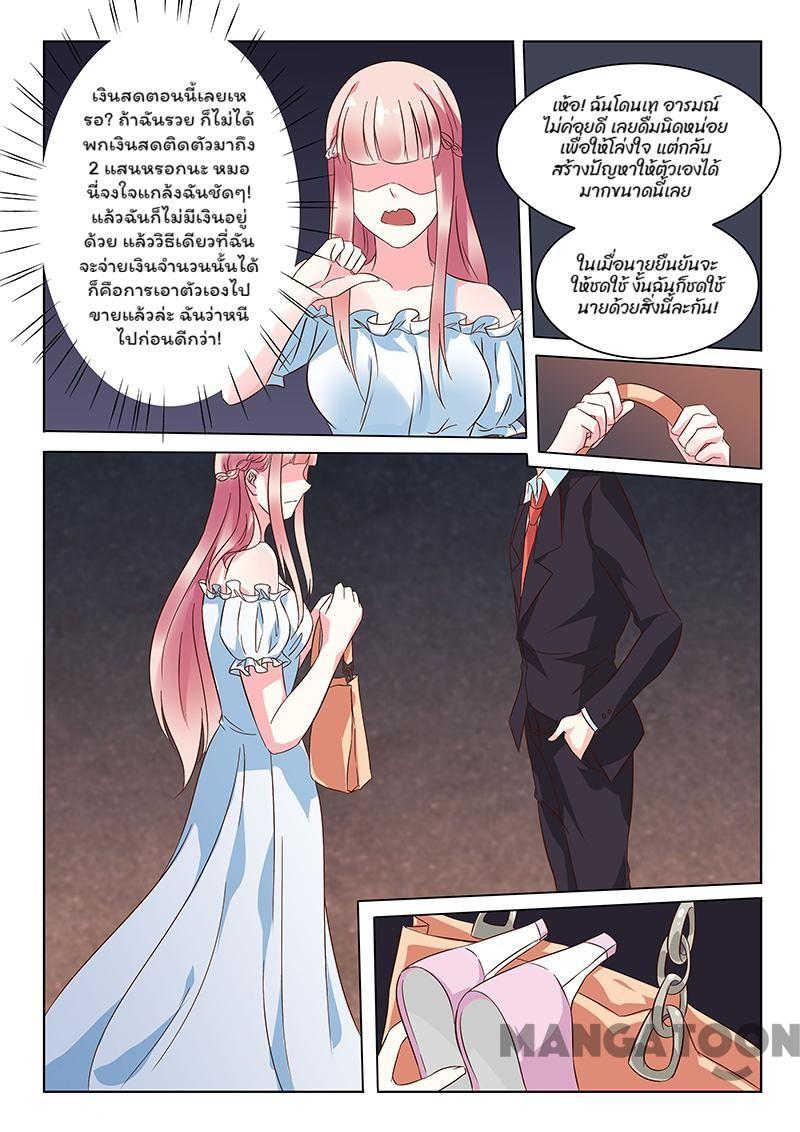 เงินสดตอนนี้เลยเห
รอ? ถ้าฉันรวย ก็ไม่ได้
พกเงินสดติดตัวมาถึง
2 แสนหรอกนะ หมอ
นี่จงใจแกล้งฉันชัดๆ!
แล้วฉันก็ไม่มีเงินอยู่
ด้วย แล้ววิธีเดียวที่ฉัน
จะจ่ายเงินจำนวนนั้นได้
ก็คือการเอาตัวเองไป
ขายแล้วล่ะ ฉันว่าหนี
ไปก่อนดีกว่า!
เห้อ! ฉันโดนเท อารมณ์
ไม่ค่อยดี เลยดื่มนิดหน่อย
เพื่อให้โล่งใจ แต่กลับ
สร้างปัญหาให้ตัวเองได้
มากขนาดนี้เลย
ในเมื่อนายยืนยันจะ
ให้ชดใช้ งั้นฉันก็ชดใช้
นายด้วยสิ่งนี้ละกัน!
MANGATOON